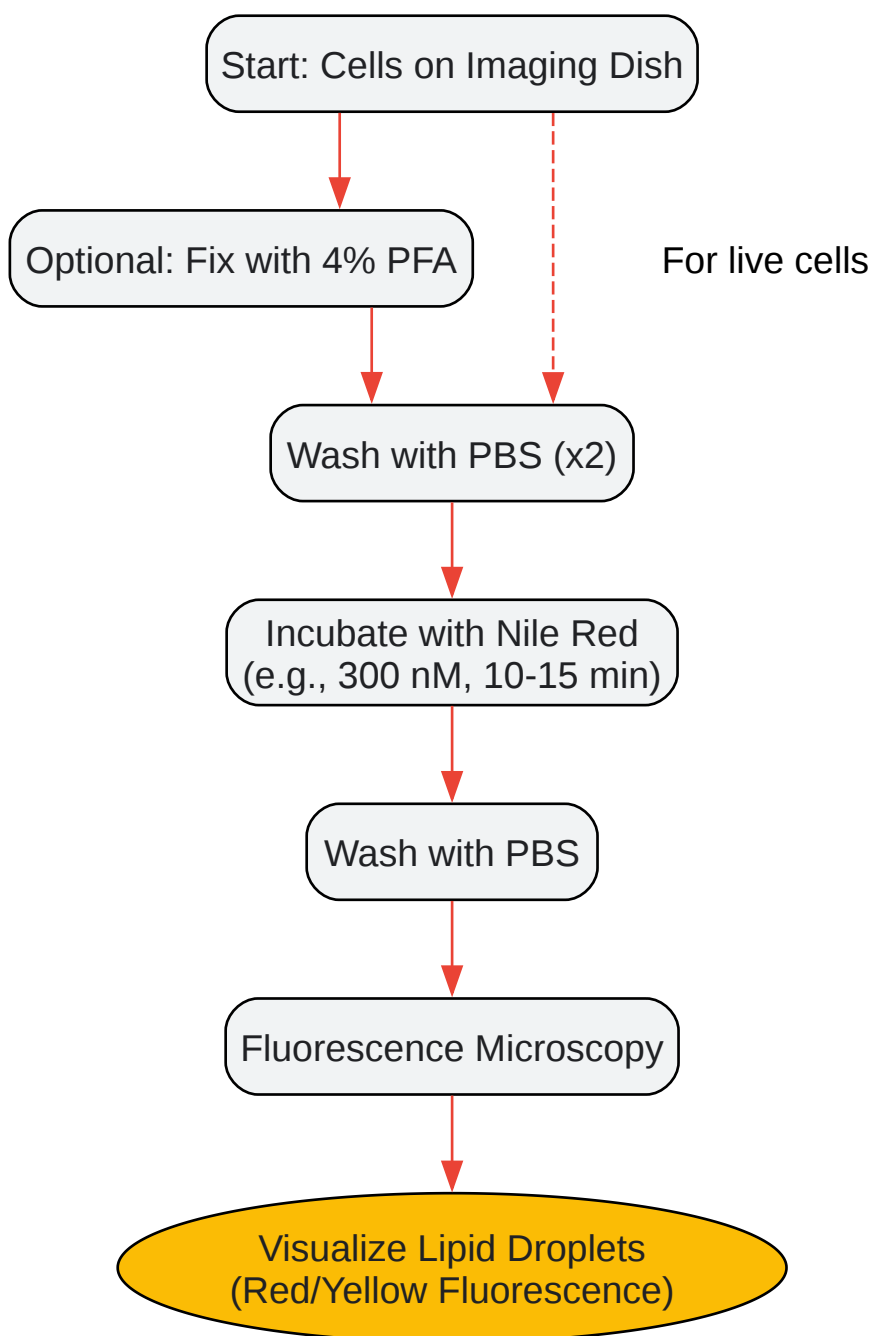 Start: Cells on Imaging Dish
Optional: Fix with 4% PFA
For live cells
Wash with PBS (x2)
Incubate with Nile Red
(e.g., 300 nM, 10-15 min)
Wash with PBS
Fluorescence Microscopy
Visualize Lipid Droplets
(Red/Yellow Fluorescence)